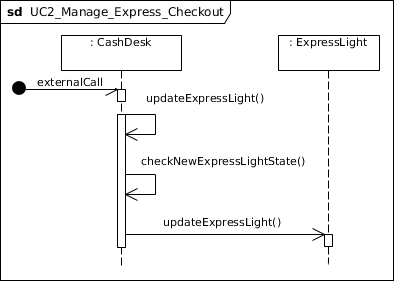 sd UC2_Manage_Express_Checkout
: CashDesk
: ExpressLight
externalCall
updateExpressLight()
checkNewExpressLightState()
updateExpressLight()